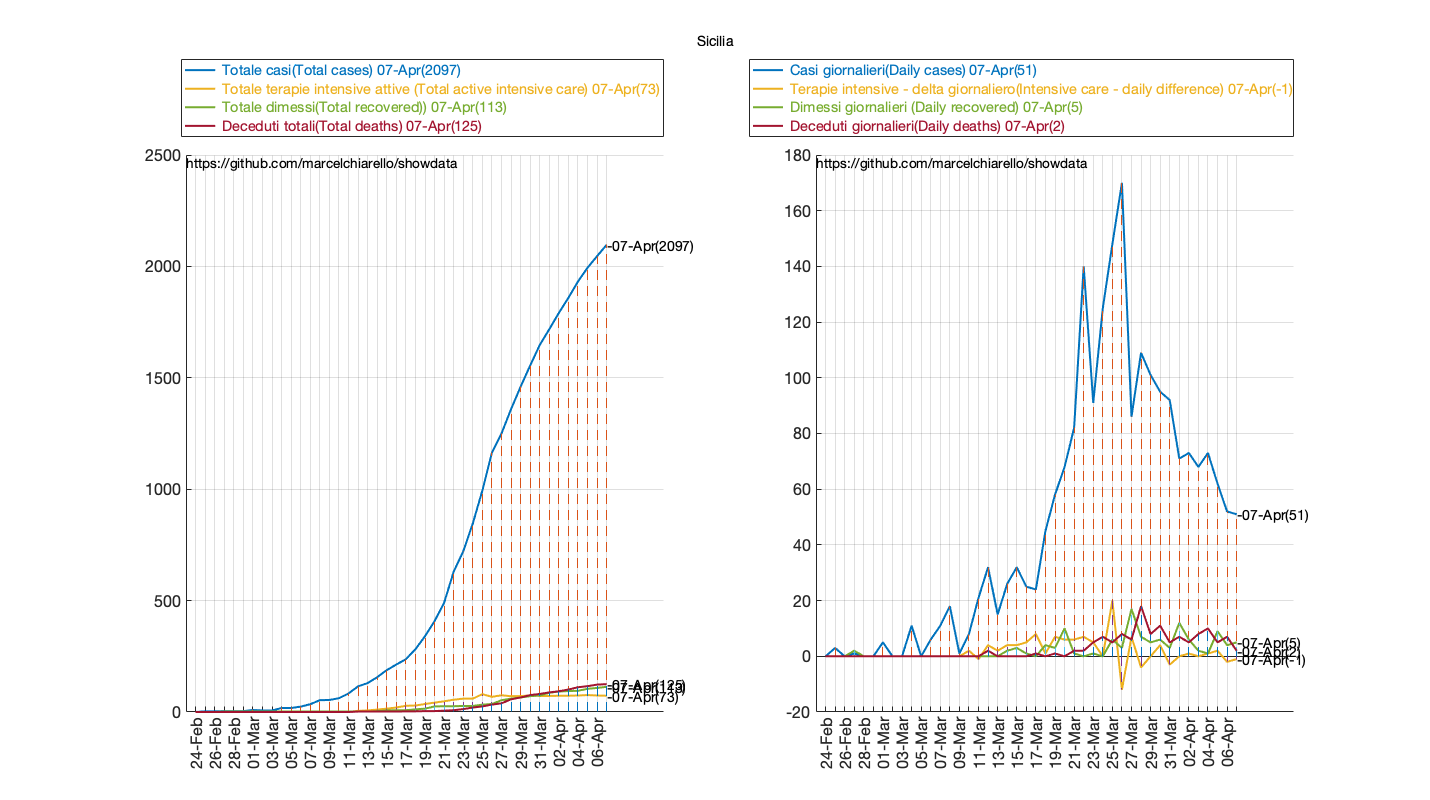 Sicilia
Totale casi(Total cases) 07-Apr(2097)
Totale terapie intensive attive (Total active intensive care) 07-Apr(73)
Totale dimessi(Total recovered)) 07-Apr(113)
Deceduti totali(Total deaths) 07-Apr(125)
https://github.com/marcelchiarello/showdata
2500
2000
1500
1000
500
0
-07-Apr(2097)
-07-Apr(125)
-07-Apr(113)
-07-Apr(73)
24-Feb
26-Feb
28-Feb
01-Mar
03-Mar
05-Mar
07-Mar
09-Mar
11-Mar
13-Mar
15-Mar
17-Mar
19-Mar
21-Mar
23-Mar
25-Mar
27-Mar
29-Mar
31-Mar
02-Apr
04-Apr
06-Apr
Casi giornalieri(Daily cases) 07-Apr(51)
Terapie intensive - delta giornaliero(Intensive care - daily difference) 07-Apr(-1)
Dimessi giornalieri (Daily recovered) 07-Apr(5)
Deceduti giornalieri(Daily deaths) 07-Apr(2)
https://github.com/marcelchiarello/showdata
180
160
140
120
100
80
60
40
20
0
-20
-07-Apr(51)
-07-Apr(5)
-07-Apr(2)
-07-Apr(-1)
24-Feb
26-Feb
28-Feb
01-Mar
03-Mar
05-Mar
07-Mar
09-Mar
11-Mar
13-Mar
15-Mar
17-Mar
19-Mar
21-Mar
23-Mar
25-Mar
27-Mar
29-Mar
31-Mar
02-Apr
04-Apr
06-Apr